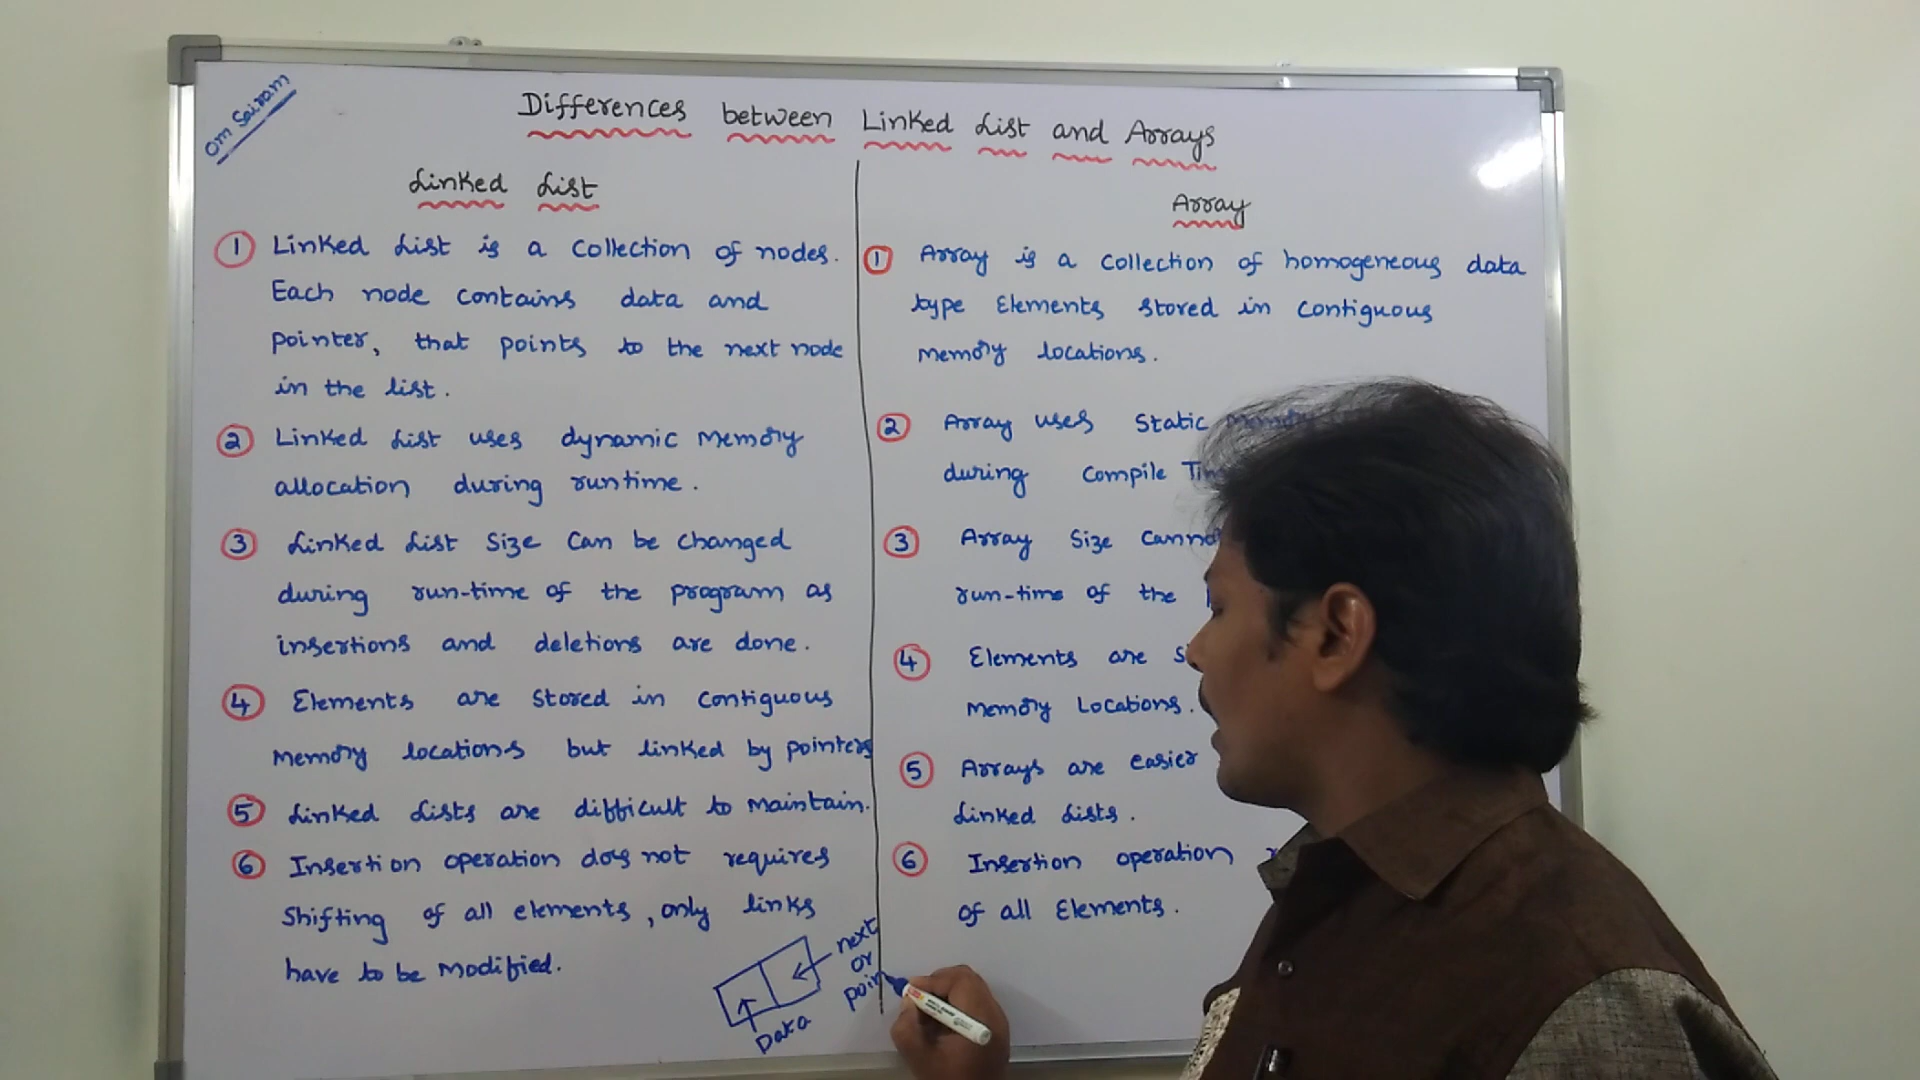 Om Sairam
Differences between Linked List and Arrays
Linked List
1 Linked List is a collection of nodes.
Each node contains data and
pointer, that points to the next node
in the list.
2 Linked List uses dynamic Memory
allocation during runtime.
3 Linked List Size Can be changed
during run-time of the program as
insertions and deletions are done.
4 Elements are Stored in Contiguous
Memory locations but linked by pointers
5 Linked Lists are difficult to Maintain.
6 Insertion operation does not requires
Shifting of all elements, only links
have to be Modified.
next
or
Data
Array
1 Array is a collection of homogeneous data
type Elements Stored in Contiguous
Memory locations.
2 Array uses Static Memory
during Compile
3 Array Size
run-time of the
4 Elements are
Memory Locations.
5 Arrays are easier
Linked Lists.
6 Insertion operation
of all Elements.